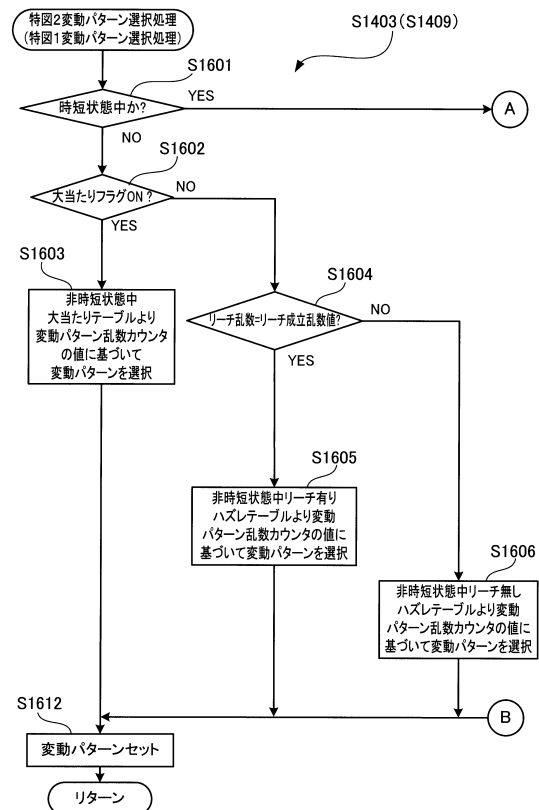 特図2変動パターン選択処理
(特図1変動パターン選択処理)
S1403(S1409)
S1601
時短状態中か?
YES
A
NO
S1602
大当たりフラグON?
NO
YES
S1603
非時短状態中
大当たりテーブルより
変動パターン乱数カウンタ
の値に基づいて
変動パターンを選択
S1604
リーチ乱数=リーチ成立乱数値?
NO
YES
S1605
非時短状態中リーチ有り
ハズレテーブルより変動
パターン乱数カウンタの値に
基づいて変動パターンを選択
S1606
非時短状態中リーチ無し
ハズレテーブルより変動
パターン乱数カウンタの値に
基づいて変動パターンを選択
B
S1612
変動パターンセット
リターン